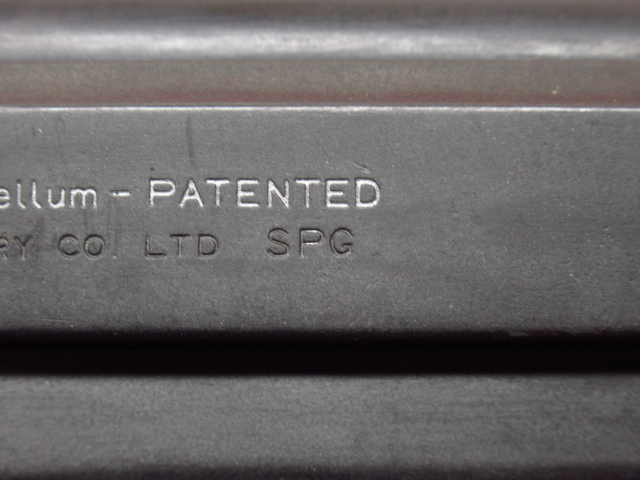 ellum - PATENTED
RY CO. LTD SPG